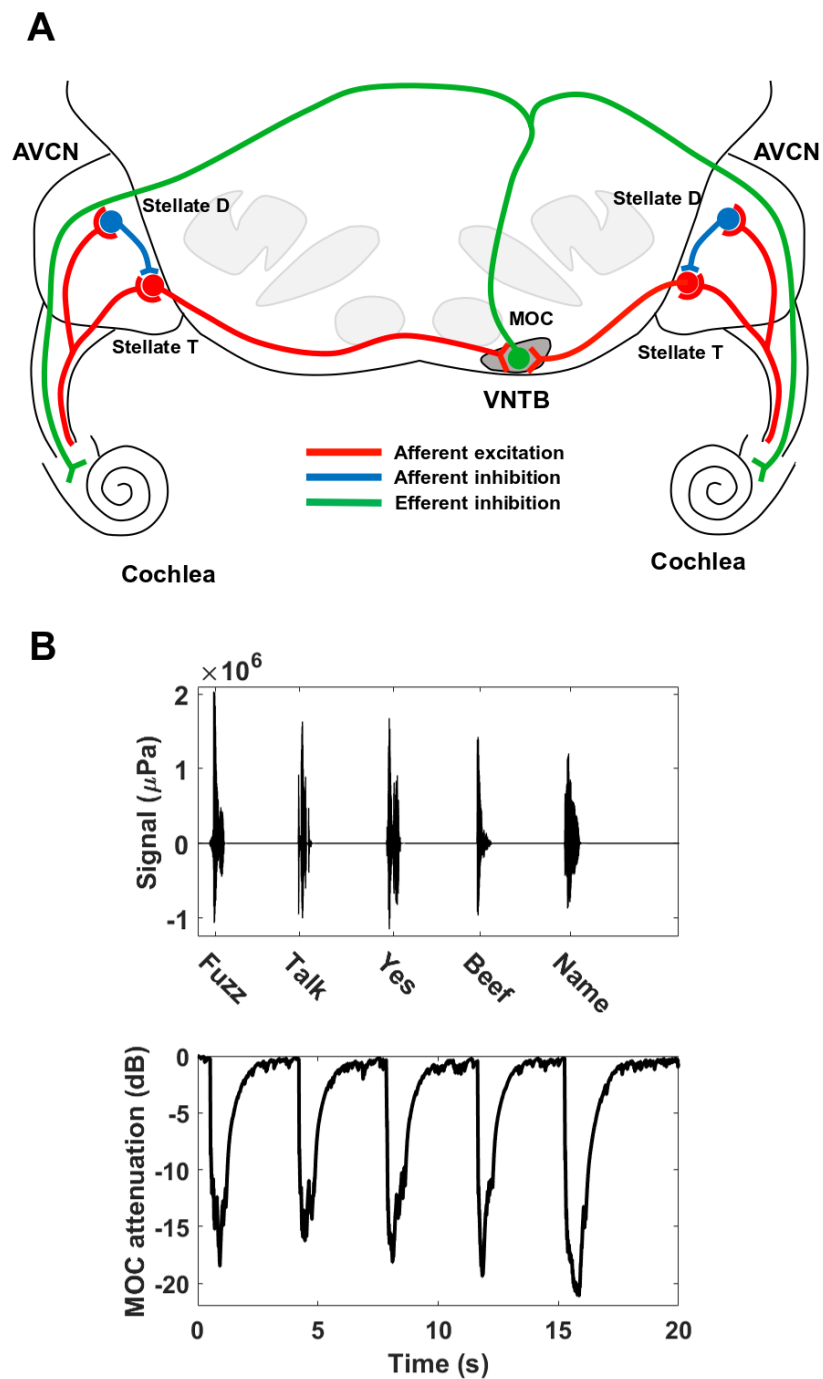 A
AVCN
AVCN
Stellate D
Stellate D
MOC
Stellate T
Stellate T
VNTB
Afferent excitation
Afferent inhibition
Efferent inhibition
Cochlea
Cochlea
B
×10⁶
2
1
0
-1
Signal (μPa)
Fuzz
Talk
Yes
Beef
Name
0
-5
-10
-15
-20
MOC attenuation (dB)
0 5 10 15 20
Time (s)